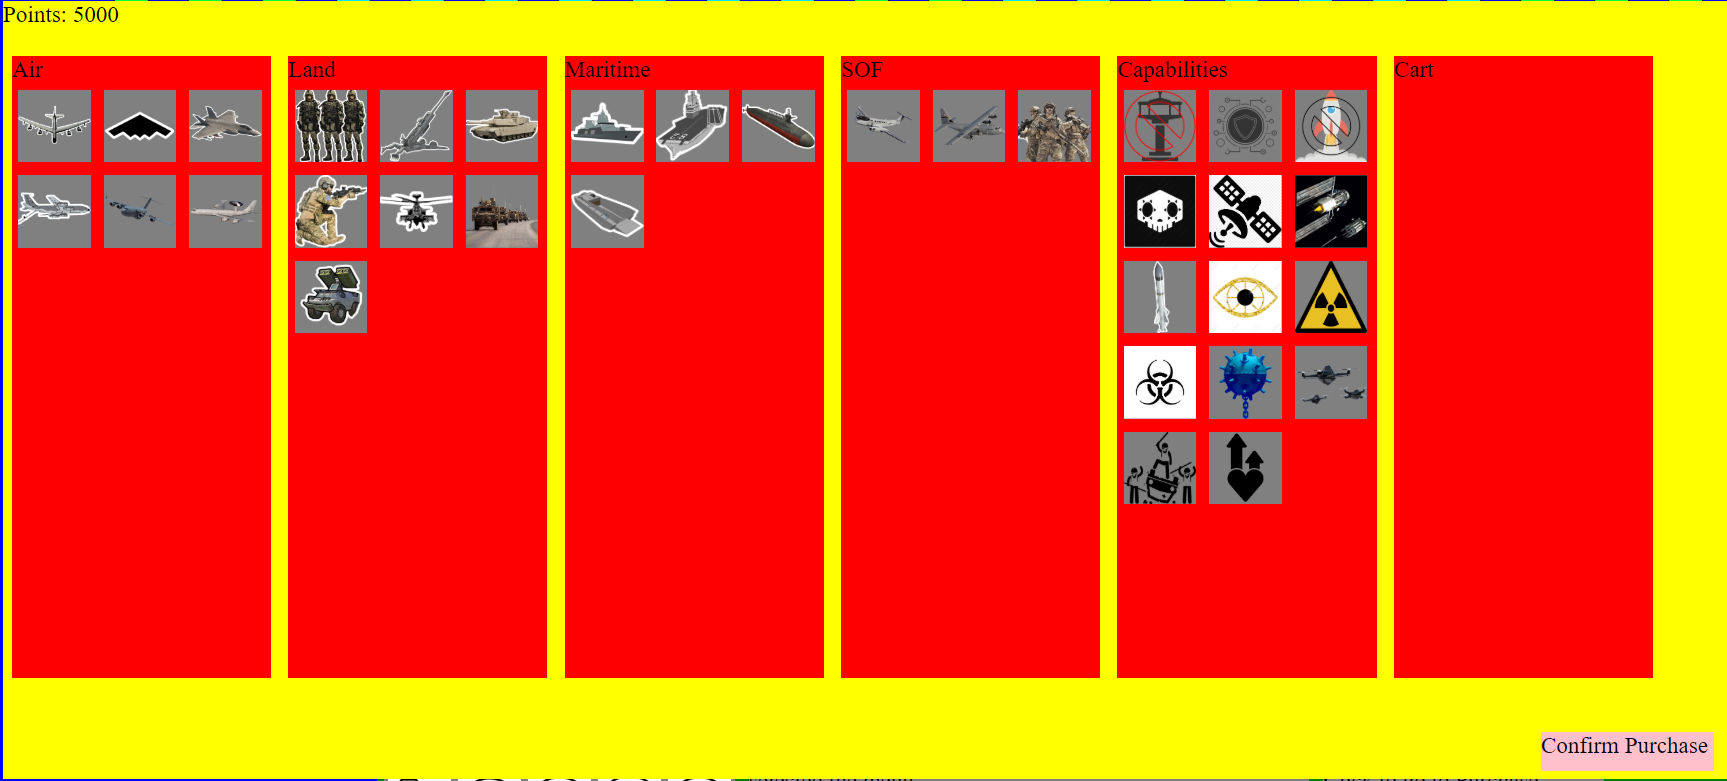 Points: 5000
Air
Land
Maritime
SOF
Capabilities
Cart
Confirm Purchase